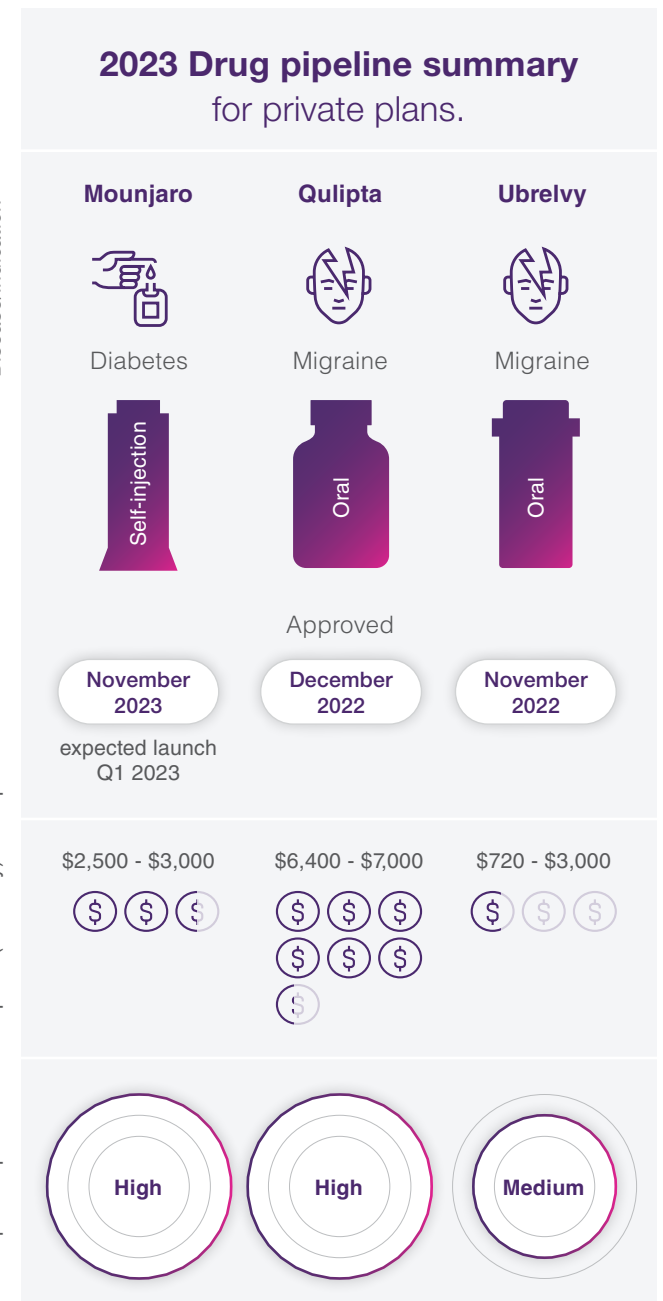 2023 Drug pipeline summary
for private plans.
Mounjaro
Qulipta
Ubrelvy
Diabetes
Migraine
Migraine
Self-injection
Oral
Oral
Approved
November
2023
December
2022
November
2022
expected launch
Q1 2023
$2,500 - $3,000
$6,400 - $7,000
$720 - $3,000
$ $ $
$ $ $
$ $ $
$ $ $
$
High
High
Medium